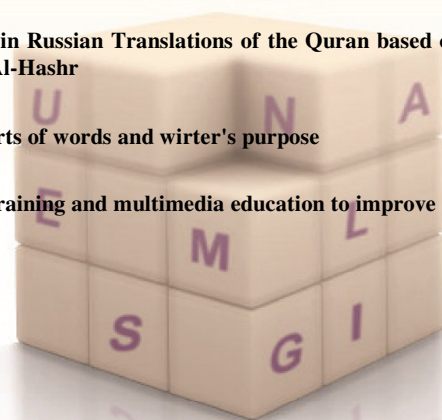 in Russian Translations of the Quran based
Al-Hashr
U N A
rts of words and wirter's purpose
raining and multimedia education to improve
E M L
S G I